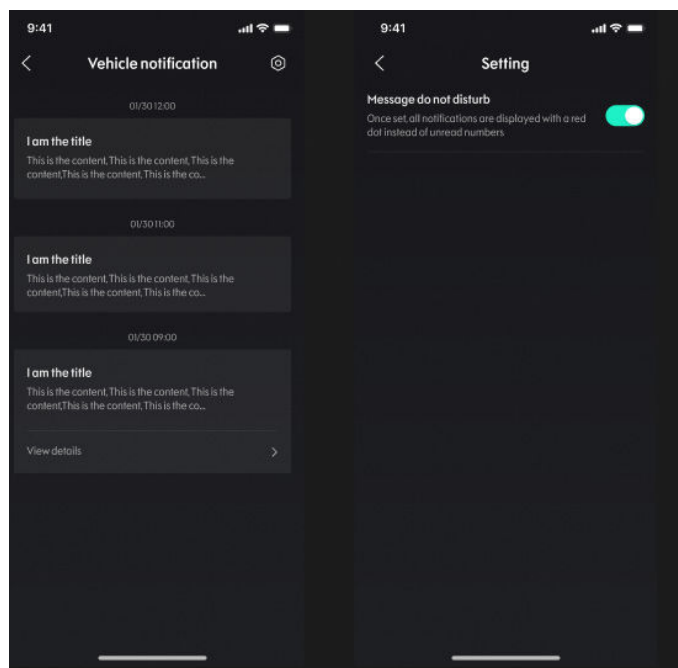 9:41
Vehicle notification
01/30 12:00
I am the title
This is the content, This is the content, This is the
content,This is the content, This is the co...
01/30 11:00
I am the title
This is the content, This is the content, This is the
content,This is the content, This is the co...
01/30 09:00
I am the title
This is the content, This is the content, This is the
content,This is the content, This is the co...
View details
9:41
Setting
Message do not disturb
Once set, all notifications are displayed with a red
dot instead of unread numbers